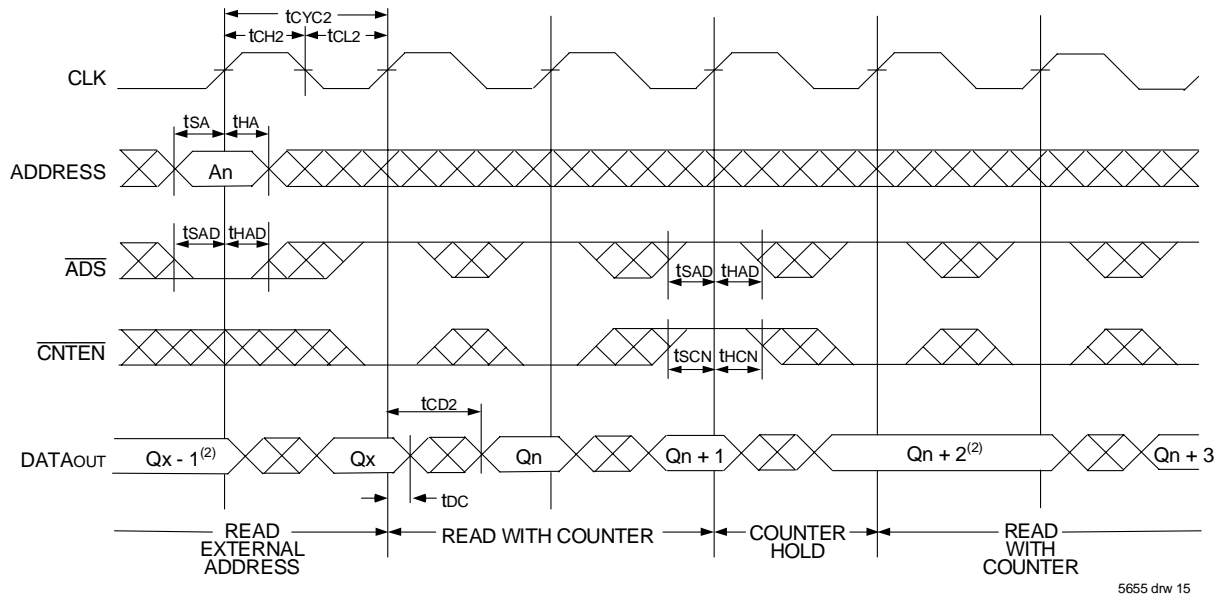 tCYC2
tCH2 tCL2
CLK
tSA tHA
ADDRESS An
tSAD tHAD
ADS
tSAD tHAD
CNTEN
tSCN tHCN
tCD2
DATAOUT Qx - 1(2) Qx Qn Qn + 1 Qn + 2(2) Qn + 3
tDC
READ EXTERNAL ADDRESS
READ WITH COUNTER
COUNTER HOLD
READ WITH COUNTER
5655 drw 15